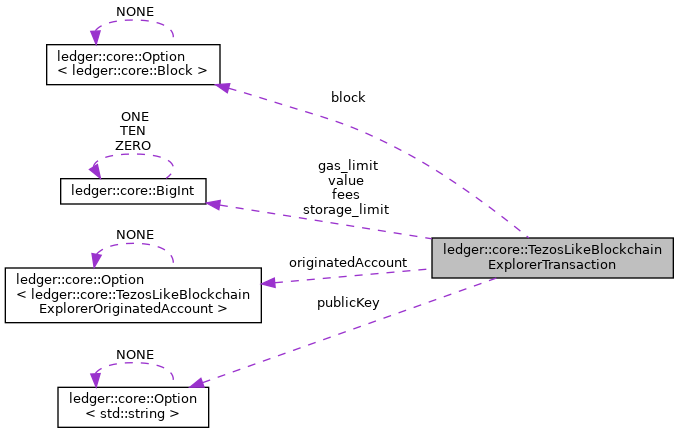 NONE
ledger::core::Option
< ledger::core::Block >
block
ONE
TEN
ZERO
ledger::core::BigInt
gas_limit
value
fees
storage_limit
ledger::core::TezosLikeBlockchain
ExplorerTransaction
NONE
ledger::core::Option
< ledger::core::TezosLikeBlockchain
ExplorerOriginatedAccount >
originatedAccount
publicKey
NONE
ledger::core::Option
< std::string >